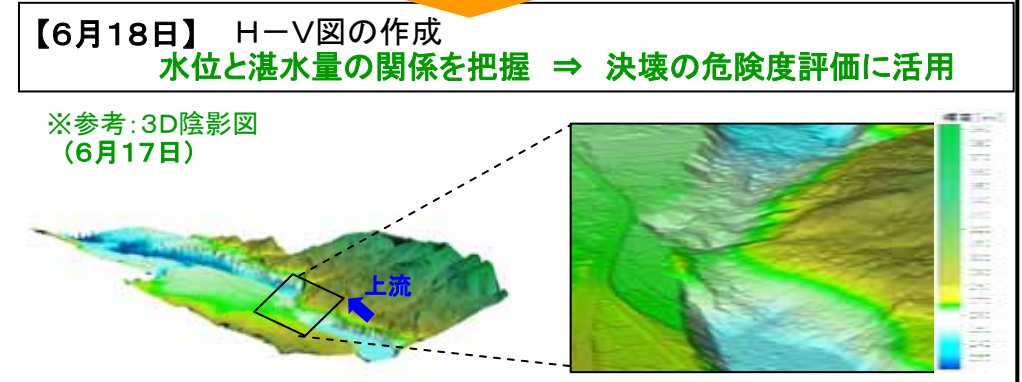 【6月18日】 H－V図の作成
水位と湛水量の関係を把握 ⇒ 決壊の危険度評価に活用
※参考：3D陰影図
（6月17日）
上流